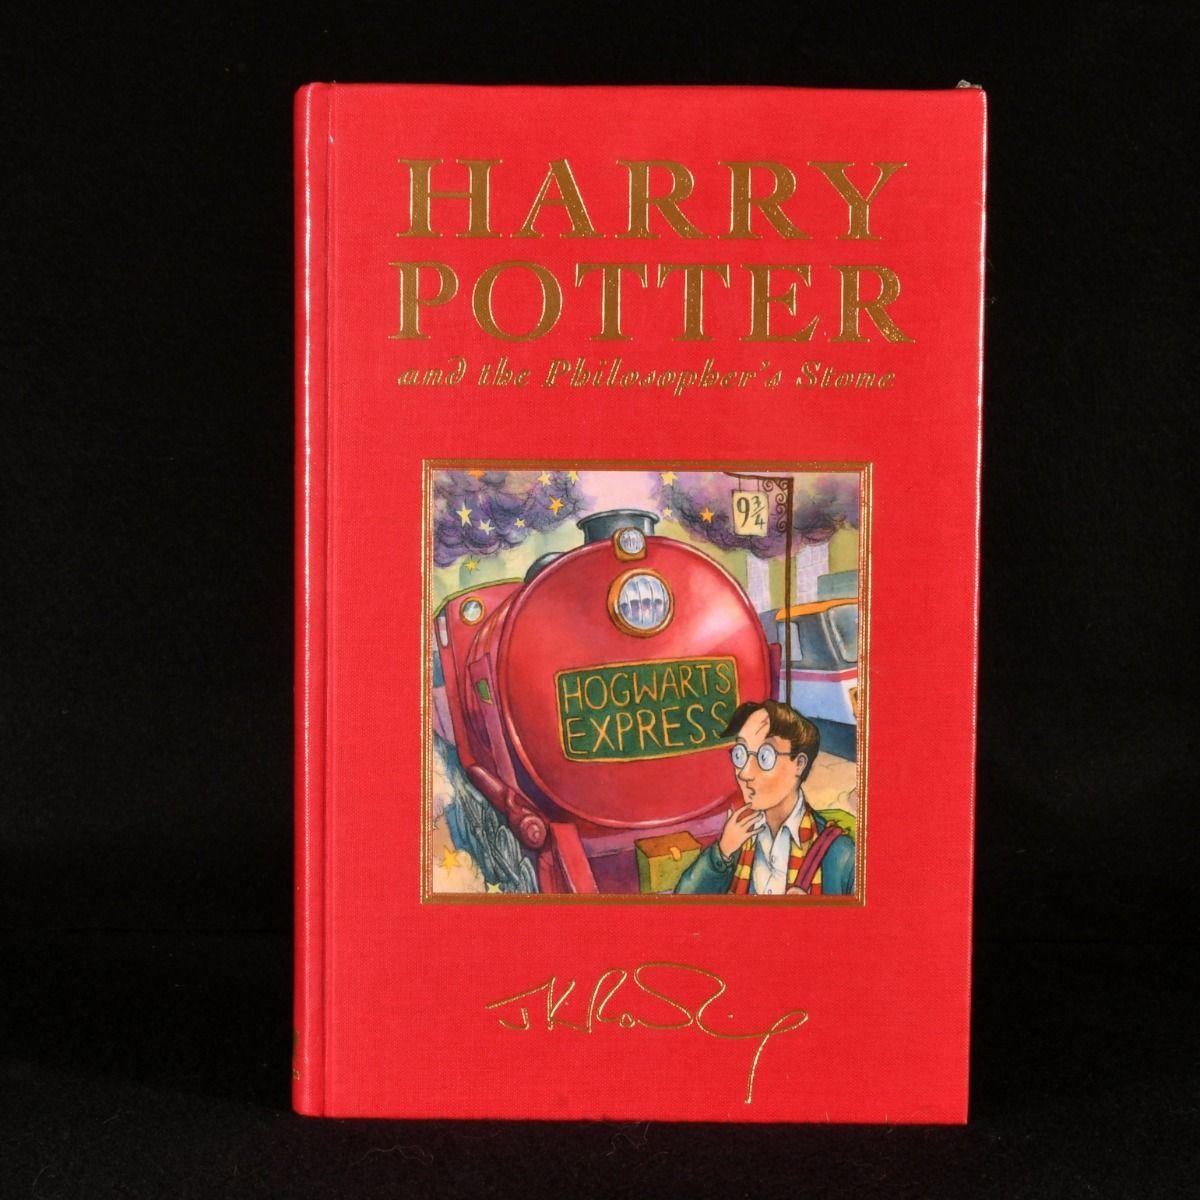 HARRY
POTTER
and the Philosopher's Stone
9¾
HOGWARTS
EXPRESS
J.K. Rowling